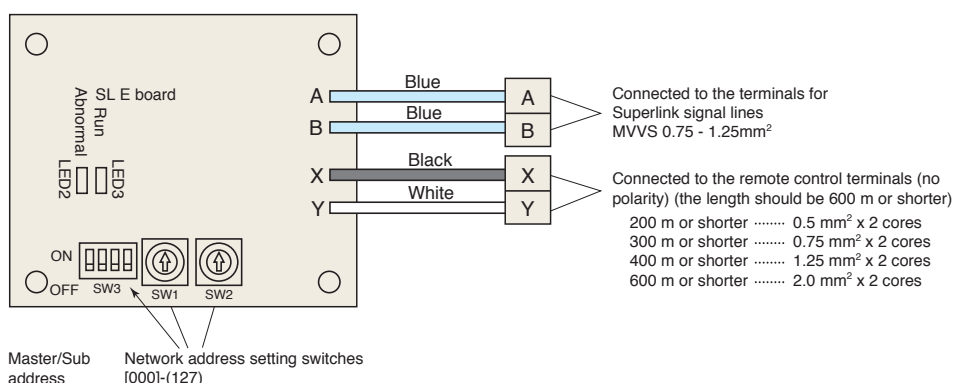 SL E board
Abnormal
Run
LED2
LED3
A
B
X
Y
Blue
Blue
Black
White
A
B
X
Y
Connected to the terminals for
Superlink signal lines
MVVS 0.75 - 1.25mm²
Connected to the remote control terminals (no
polarity) (the length should be 600 m or shorter)
200 m or shorter ........ 0.5 mm² x 2 cores
300 m or shorter ........ 0.75 mm² x 2 cores
400 m or shorter ........ 1.25 mm² x 2 cores
600 m or shorter ........ 2.0 mm² x 2 cores
ON
OFF
SW3
SW1
SW2
Master/Sub
address
Network address setting switches
[000]-(127)